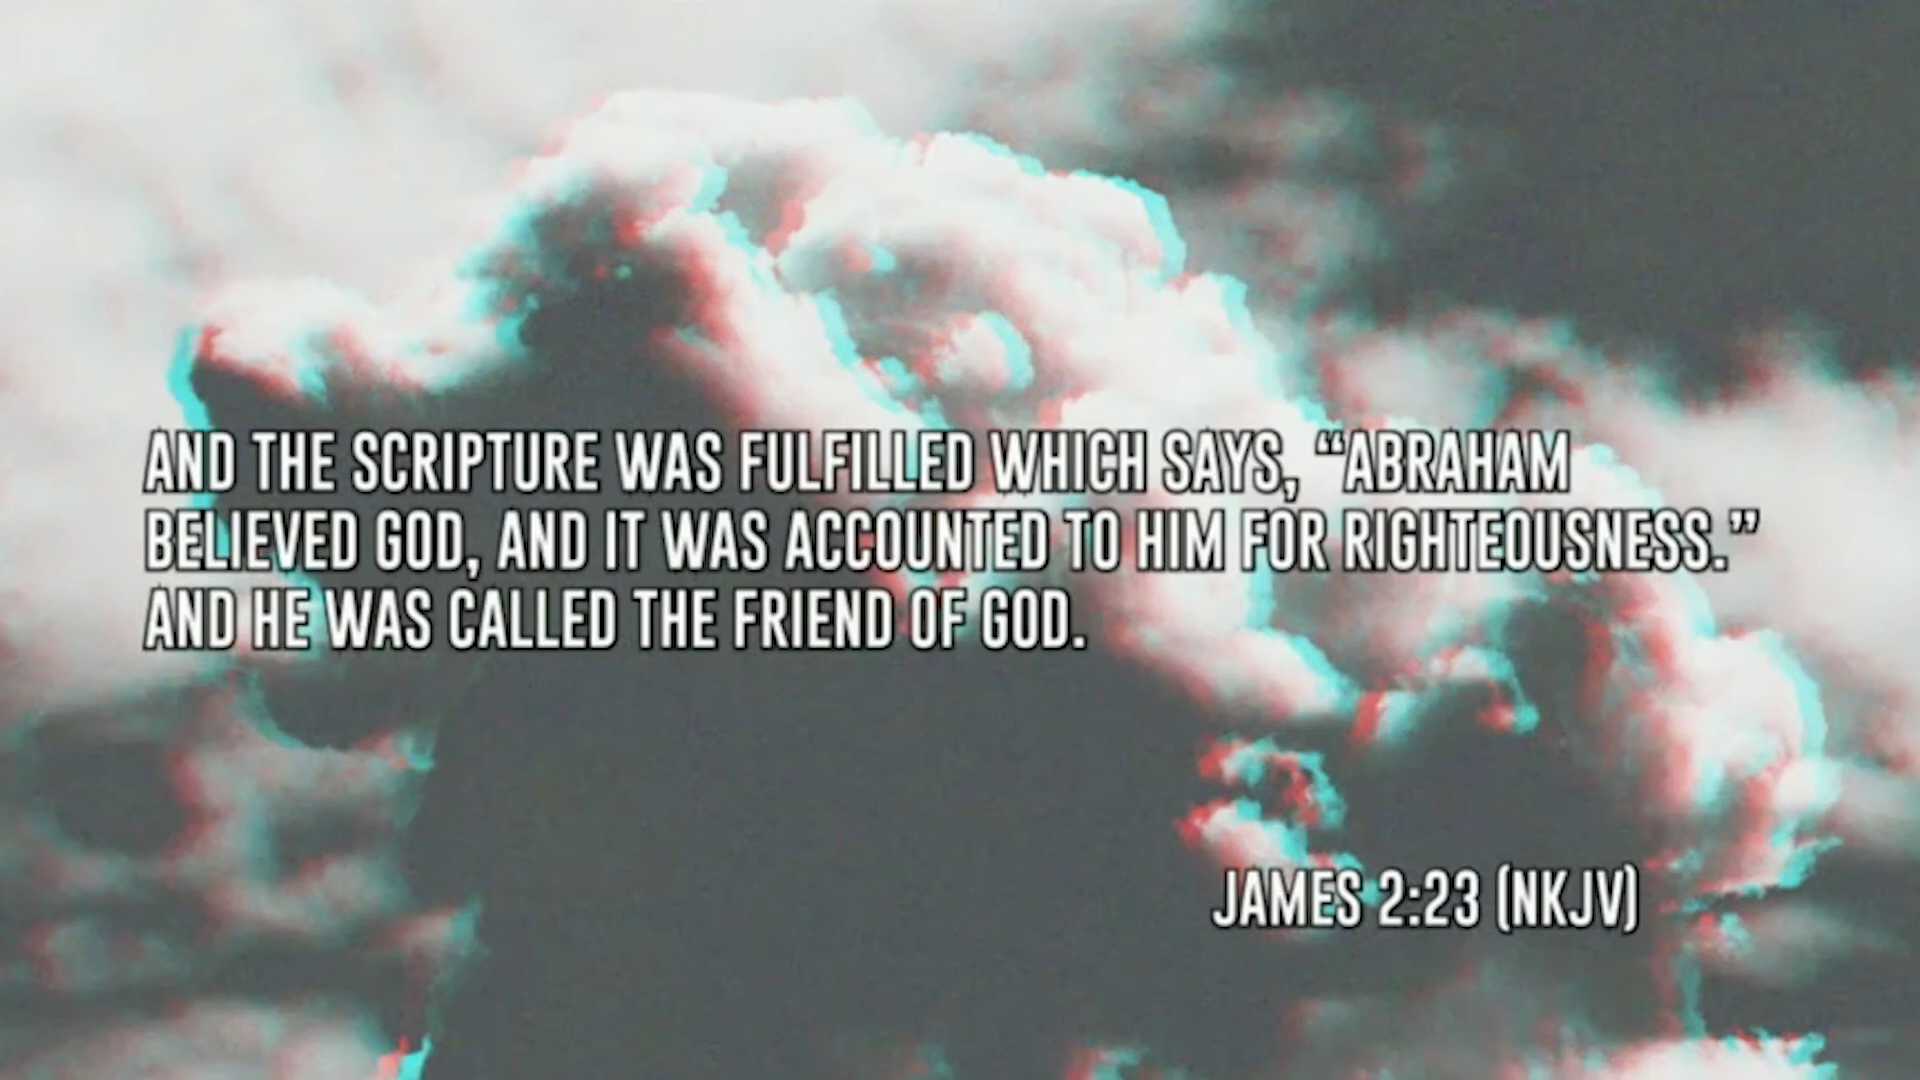 AND THE SCRIPTURE WAS FULFILLED WHICH SAYS, “ABRAHAM
BELIEVED GOD, AND IT WAS ACCOUNTED TO HIM FOR RIGHTEOUSNESS.”
AND HE WAS CALLED THE FRIEND OF GOD.
JAMES 2:23 (NKJV)